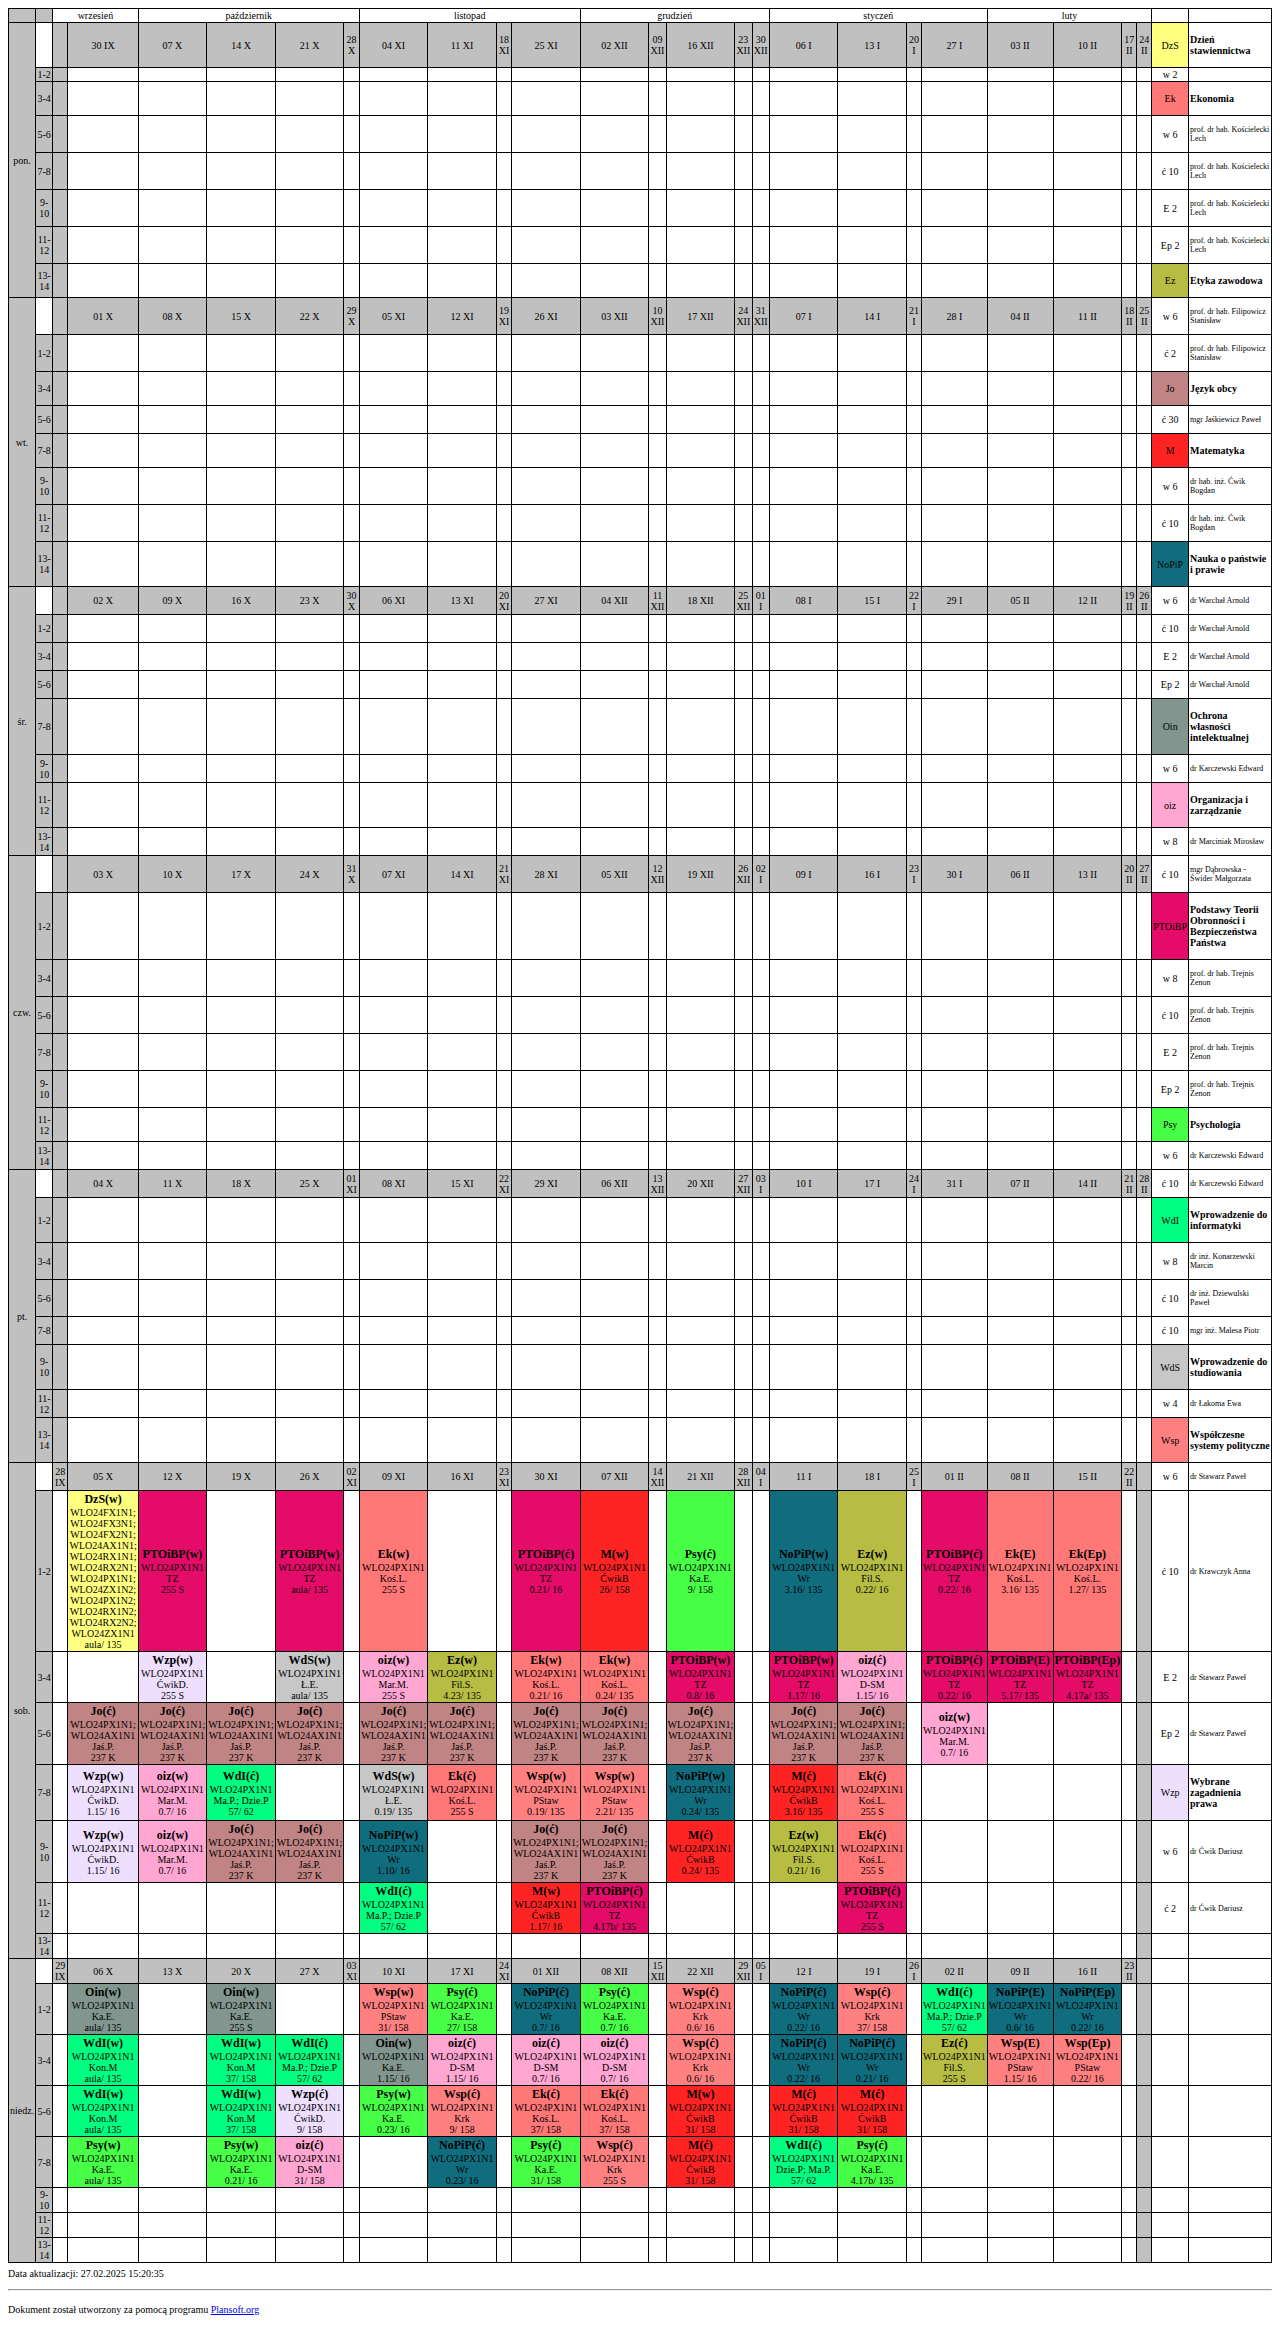 wrzesień październik listopad grudzień styczeń luty
pon. 30 IX 07 X 14 X 21 X 28 X 04 XI 11 XI 18 XI 25 XI 02 XII 09 XII 16 XII 23 XII 30 XII 06 I 13 I 20 I 27 I 03 II 10 II 17 II 24 II DzS Dzień stawiennictwa
1-2 w 2
3-4 Ek Ekonomia
5-6 w 6 prof. dr hab. Kościelecki Lech
7-8 ć 10 prof. dr hab. Kościelecki Lech
9-10 E 2 prof. dr hab. Kościelecki Lech
11-12 Ep 2 prof. dr hab. Kościelecki Lech
13-14 Ez Etyka zawodowa
wt. 01 X 08 X 15 X 22 X 29 X 05 XI 12 XI 19 XI 26 XI 03 XII 10 XII 17 XII 24 XII 31 XII 07 I 14 I 21 I 28 I 04 II 11 II 18 II 25 II w 6 prof. dr hab. Filipowicz Stanisław
1-2 ć 2 prof. dr hab. Filipowicz Stanisław
3-4 Jo Język obcy
5-6 ć 30 mgr Jaśkiewicz Paweł
7-8 M Matematyka
9-10 w 6 dr hab. inż. Ćwik Bogdan
11-12 ć 10 dr hab. inż. Ćwik Bogdan
13-14 NoPiP Nauka o państwie i prawie
śr. 02 X 09 X 16 X 23 X 30 X 06 XI 13 XI 20 XI 27 XI 04 XII 11 XII 18 XII 25 XII 01 I 08 I 15 I 22 I 29 I 05 II 12 II 19 II 26 II w 6 dr Warchał Arnold
1-2 ć 10 dr Warchał Arnold
3-4 E 2 dr Warchał Arnold
5-6 Ep 2 dr Warchał Arnold
7-8 Oin Ochrona własności intelektualnej
9-10 w 6 dr Karczewski Edward
11-12 oiz Organizacja i zarządzanie
13-14 w 8 dr Marciniak Mirosław
czw. 03 X 10 X 17 X 24 X 31 X 07 XI 14 XI 21 XI 28 XI 05 XII 12 XII 19 XII 26 XII 02 I 09 I 16 I 23 I 30 I 06 II 13 II 20 II 27 II ć 10 mgr Dąbrowska - Świder Małgorzata
1-2 PTOiBP Podstawy Teorii Obronności i Bezpieczeństwa Państwa
3-4 w 8 prof. dr hab. Trejnis Zenon
5-6 ć 10 prof. dr hab. Trejnis Zenon
7-8 E 2 prof. dr hab. Trejnis Zenon
9-10 Ep 2 prof. dr hab. Trejnis Zenon
11-12 Psy Psychologia
13-14 w 6 dr Karczewski Edward
pt. 04 X 11 X 18 X 25 X 01 XI 08 XI 15 XI 22 XI 29 XI 06 XII 13 XII 20 XII 27 XII 03 I 10 I 17 I 24 I 31 I 07 II 14 II 21 II 28 II ć 10 dr Karczewski Edward
1-2 WdI Wprowadzenie do informatyki
3-4 w 8 dr inż. Konarzewski Marcin
5-6 ć 10 dr inż. Dziewulski Paweł
7-8 ć 10 mgr inż. Malesa Piotr
9-10 WdS Wprowadzenie do studiowania
11-12 w 4 dr Łakoma Ewa
13-14 Wsp Współczesne systemy polityczne
sob. 28 IX 05 X 12 X 19 X 26 X 02 XI 09 XI 16 XI 23 XI 30 XI 07 XII 14 XII 21 XII 28 XII 04 I 11 I 18 I 25 I 01 II 08 II 15 II 22 II w 6 dr Stawarz Paweł
1-2
DzS(w) WLO24FX1N1; WLO24FX3N1; WLO24FX2N1; WLO24AX1N1; WLO24RX1N1; WLO24RX2N1; WLO24PX1N1; WLO24ZX1N2; WLO24PX1N2; WLO24RX1N2; WLO24RX2N2; WLO24ZX1N1 aula/ 135
PTOiBP(w) WLO24PX1N1 TZ 255 S
PTOiBP(w) WLO24PX1N1 TZ aula/ 135
Ek(w) WLO24PX1N1 Koś.L. 255 S
PTOiBP(ć) WLO24PX1N1 TZ 0.21/ 16
M(w) WLO24PX1N1 ĆwikB 26/ 158
Psy(ć) WLO24PX1N1 Ka.E. 9/ 158
NoPiP(w) WLO24PX1N1 Wr 3.16/ 135
Ez(w) WLO24PX1N1 Fil.S. 0.22/ 16
PTOiBP(ć) WLO24PX1N1 TZ 0.22/ 16
Ek(E) WLO24PX1N1 Koś.L. 3.16/ 135
Ek(Ep) WLO24PX1N1 Koś.L. 1.27/ 135
ć 10 dr Krawczyk Anna
3-4
Wzp(w) WLO24PX1N1 ĆwikD. 255 S
WdS(w) WLO24PX1N1 Ł.E. aula/ 135
oiz(w) WLO24PX1N1 Mar.M. 255 S
Ez(w) WLO24PX1N1 Fil.S. 4.23/ 135
Ek(w) WLO24PX1N1 Koś.L. 0.21/ 16
Ek(w) WLO24PX1N1 Koś.L. 0.24/ 135
PTOiBP(w) WLO24PX1N1 TZ 0.8/ 16
PTOiBP(w) WLO24PX1N1 TZ 1.17/ 16
oiz(ć) WLO24PX1N1 D-SM 1.15/ 16
PTOiBP(ć) WLO24PX1N1 TZ 0.22/ 16
PTOiBP(E) WLO24PX1N1 TZ 5.17/ 135
PTOiBP(Ep) WLO24PX1N1 TZ 4.17a/ 135
E 2 dr Stawarz Paweł
5-6
Jo(ć) WLO24PX1N1; WLO24AX1N1 Jaś.P. 237 K
Jo(ć) WLO24PX1N1; WLO24AX1N1 Jaś.P. 237 K
Jo(ć) WLO24PX1N1; WLO24AX1N1 Jaś.P. 237 K
Jo(ć) WLO24PX1N1; WLO24AX1N1 Jaś.P. 237 K
Jo(ć) WLO24PX1N1; WLO24AX1N1 Jaś.P. 237 K
Jo(ć) WLO24PX1N1; WLO24AX1N1 Jaś.P. 237 K
Jo(ć) WLO24PX1N1; WLO24AX1N1 Jaś.P. 237 K
Jo(ć) WLO24PX1N1; WLO24AX1N1 Jaś.P. 237 K
Jo(ć) WLO24PX1N1; WLO24AX1N1 Jaś.P. 237 K
Jo(ć) WLO24PX1N1; WLO24AX1N1 Jaś.P. 237 K
Jo(ć) WLO24PX1N1; WLO24AX1N1 Jaś.P. 237 K
oiz(w) WLO24PX1N1 Mar.M. 0.7/ 16
Ep 2 dr Stawarz Paweł
7-8
Wzp(w) WLO24PX1N1 ĆwikD. 1.15/ 16
oiz(w) WLO24PX1N1 Mar.M. 0.7/ 16
WdI(ć) WLO24PX1N1 Ma.P.; Dzie.P 57/ 62
WdS(w) WLO24PX1N1 Ł.E. 0.19/ 135
Ek(ć) WLO24PX1N1 Koś.L. 255 S
Wsp(w) WLO24PX1N1 PStaw 0.19/ 135
Wsp(w) WLO24PX1N1 PStaw 2.21/ 135
NoPiP(w) WLO24PX1N1 Wr 0.24/ 135
M(ć) WLO24PX1N1 ĆwikB 3.16/ 135
Ek(ć) WLO24PX1N1 Koś.L. 255 S
Wzp Wybrane zagadnienia prawa
9-10
Wzp(w) WLO24PX1N1 ĆwikD. 1.15/ 16
oiz(w) WLO24PX1N1 Mar.M. 0.7/ 16
Jo(ć) WLO24PX1N1; WLO24AX1N1 Jaś.P. 237 K
Jo(ć) WLO24PX1N1; WLO24AX1N1 Jaś.P. 237 K
NoPiP(w) WLO24PX1N1 Wr 1.10/ 16
Jo(ć) WLO24PX1N1; WLO24AX1N1 Jaś.P. 237 K
Jo(ć) WLO24PX1N1; WLO24AX1N1 Jaś.P. 237 K
M(ć) WLO24PX1N1 ĆwikB 0.24/ 135
Ez(w) WLO24PX1N1 Fil.S. 0.21/ 16
Ek(ć) WLO24PX1N1 Koś.L. 255 S
w 6 dr Ćwik Dariusz
11-12
WdI(ć) WLO24PX1N1 Ma.P.; Dzie.P 57/ 62
M(w) WLO24PX1N1 ĆwikB 1.17/ 16
PTOiBP(ć) WLO24PX1N1 TZ 4.17b/ 135
PTOiBP(ć) WLO24PX1N1 TZ 255 S
ć 2 dr Ćwik Dariusz
13-14
niedz. 29 IX 06 X 13 X 20 X 27 X 03 XI 10 XI 17 XI 24 XI 01 XII 08 XII 15 XII 22 XII 29 XII 05 I 12 I 19 I 26 I 02 II 09 II 16 II 23 II
1-2
Oin(w) WLO24PX1N1 Ka.E. aula/ 135
Oin(w) WLO24PX1N1 Ka.E. 255 S
Wsp(w) WLO24PX1N1 PStaw 31/ 158
Psy(ć) WLO24PX1N1 Ka.E. 27/ 158
NoPiP(ć) WLO24PX1N1 Wr 0.7/ 16
Psy(ć) WLO24PX1N1 Ka.E. 0.7/ 16
Wsp(ć) WLO24PX1N1 Krk 0.6/ 16
NoPiP(ć) WLO24PX1N1 Wr 0.22/ 16
Wsp(ć) WLO24PX1N1 Krk 37/ 158
WdI(ć) WLO24PX1N1 Ma.P.; Dzie.P 57/ 62
NoPiP(E) WLO24PX1N1 Wr 0.6/ 16
NoPiP(Ep) WLO24PX1N1 Wr 0.22/ 16
3-4
WdI(w) WLO24PX1N1 Kon.M aula/ 135
WdI(w) WLO24PX1N1 Kon.M 37/ 158
WdI(ć) WLO24PX1N1 Ma.P.; Dzie.P 57/ 62
Oin(w) WLO24PX1N1 Ka.E. 1.15/ 16
oiz(ć) WLO24PX1N1 D-SM 1.15/ 16
oiz(ć) WLO24PX1N1 D-SM 0.7/ 16
oiz(ć) WLO24PX1N1 D-SM 0.7/ 16
Wsp(ć) WLO24PX1N1 Krk 0.6/ 16
NoPiP(ć) WLO24PX1N1 Wr 0.22/ 16
NoPiP(ć) WLO24PX1N1 Wr 0.21/ 16
Ez(ć) WLO24PX1N1 Fil.S. 255 S
Wsp(E) WLO24PX1N1 PStaw 1.15/ 16
Wsp(Ep) WLO24PX1N1 PStaw 0.22/ 16
5-6
WdI(w) WLO24PX1N1 Kon.M aula/ 135
WdI(w) WLO24PX1N1 Kon.M 37/ 158
Wzp(ć) WLO24PX1N1 ĆwikD. 9/ 158
Psy(w) WLO24PX1N1 Ka.E. 0.23/ 16
Wsp(ć) WLO24PX1N1 Krk 9/ 158
Ek(ć) WLO24PX1N1 Koś.L. 37/ 158
Ek(ć) WLO24PX1N1 Koś.L. 37/ 158
M(w) WLO24PX1N1 ĆwikB 31/ 158
M(ć) WLO24PX1N1 ĆwikB 31/ 158
M(ć) WLO24PX1N1 ĆwikB 31/ 158
7-8
Psy(w) WLO24PX1N1 Ka.E. aula/ 135
Psy(w) WLO24PX1N1 Ka.E. 0.21/ 16
oiz(ć) WLO24PX1N1 D-SM 31/ 158
NoPiP(ć) WLO24PX1N1 Wr 0.23/ 16
Psy(ć) WLO24PX1N1 Ka.E. 31/ 158
Wsp(ć) WLO24PX1N1 Krk 255 S
M(ć) WLO24PX1N1 ĆwikB 31/ 158
WdI(ć) WLO24PX1N1 Dzie.P; Ma.P. 57/ 62
Psy(ć) WLO24PX1N1 Ka.E. 4.17b/ 135
9-10
11-12
13-14
Data aktualizacji: 27.02.2025 15:20:35
Dokument został utworzony za pomocą programu Plansoft.org